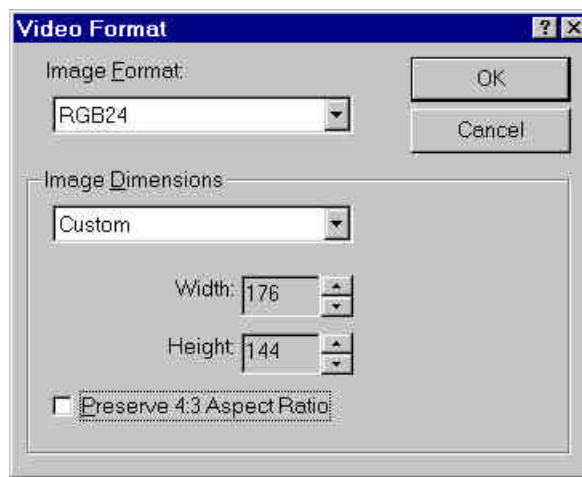 Video Format
Image Format:
OK
RGB24
Cancel
Image Dimensions
Custom
Width: 176
Height: 144
Preserve 4:3 Aspect Ratio